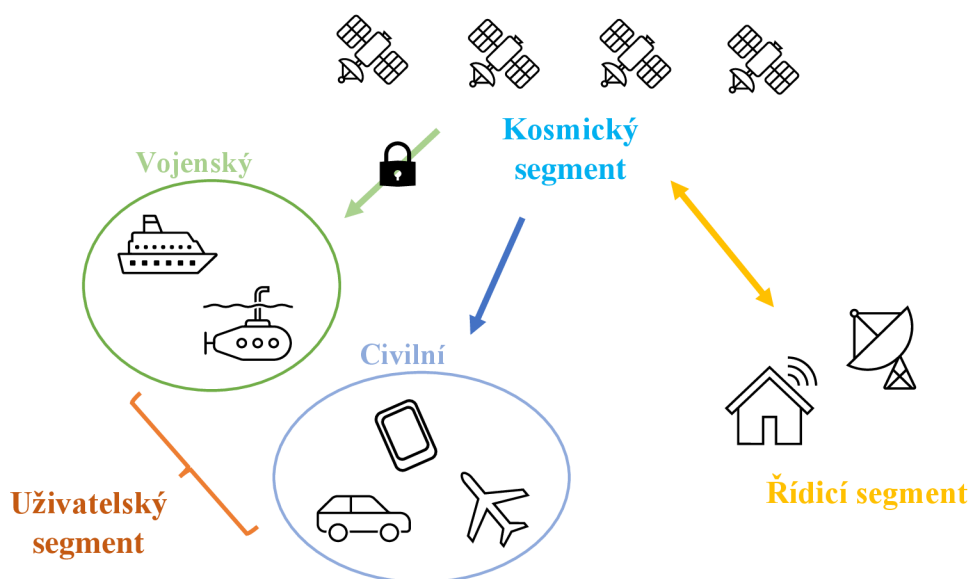 Kosmický
segment
Vojenský
Civilní
Uživatelský
segment
Řídicí segment